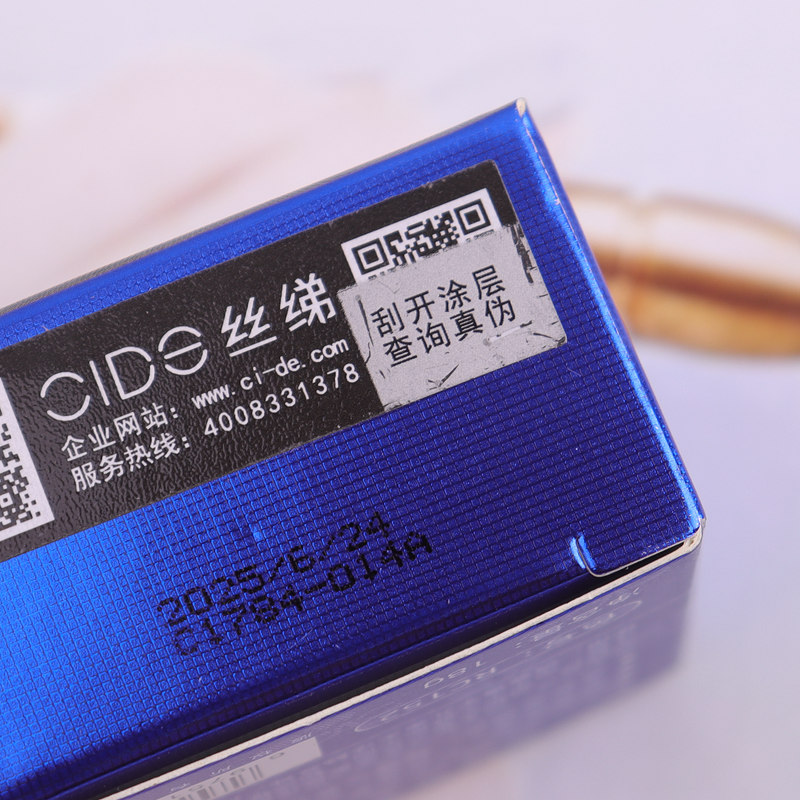 CIDE 丝绨
企业网站：www.ci-de.com
服务热线：4008331378
刮开涂层
查询真伪
2025/6/24
C1784-014A